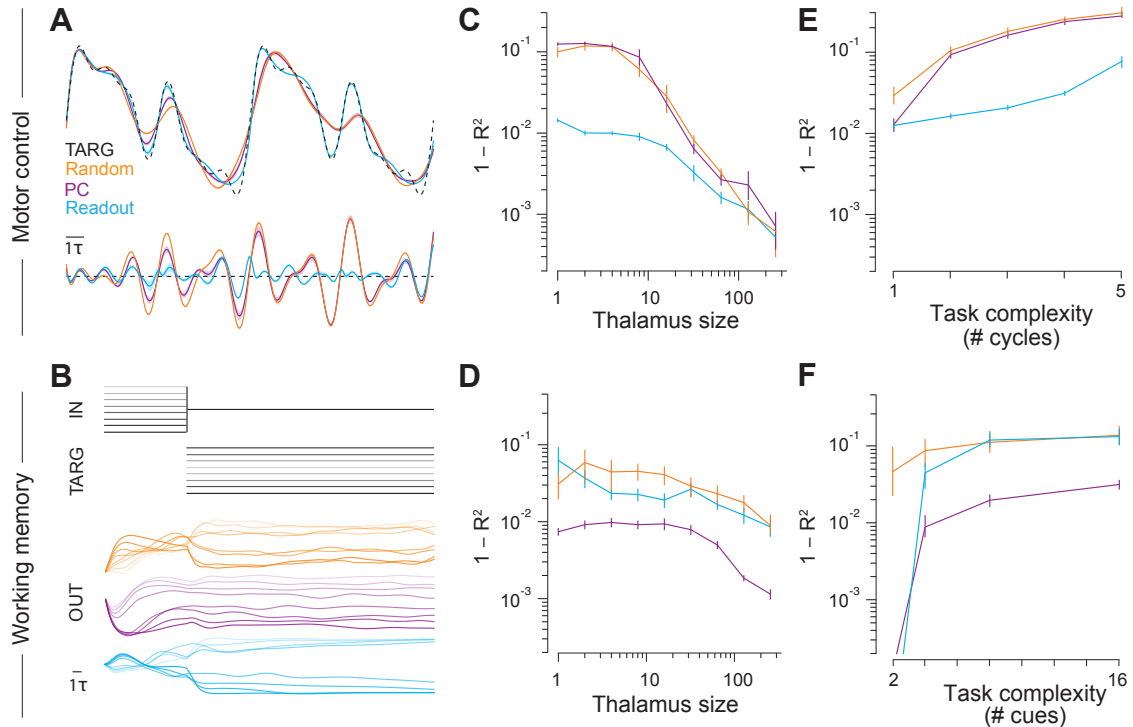 Motor control
A
TARG
Random
PC
Readout
1τ
C
1 – R²
10⁻¹
10⁻²
10⁻³
1
10
100
Thalamus size
E
1 – R²
10⁻¹
10⁻²
10⁻³
1
5
Task complexity
(# cycles)
Working memory
B
IN
TARG
OUT
1τ
D
1 – R²
10⁻¹
10⁻²
10⁻³
1
10
100
Thalamus size
F
1 – R²
10⁻¹
10⁻²
10⁻³
2
16
Task complexity
(# cues)